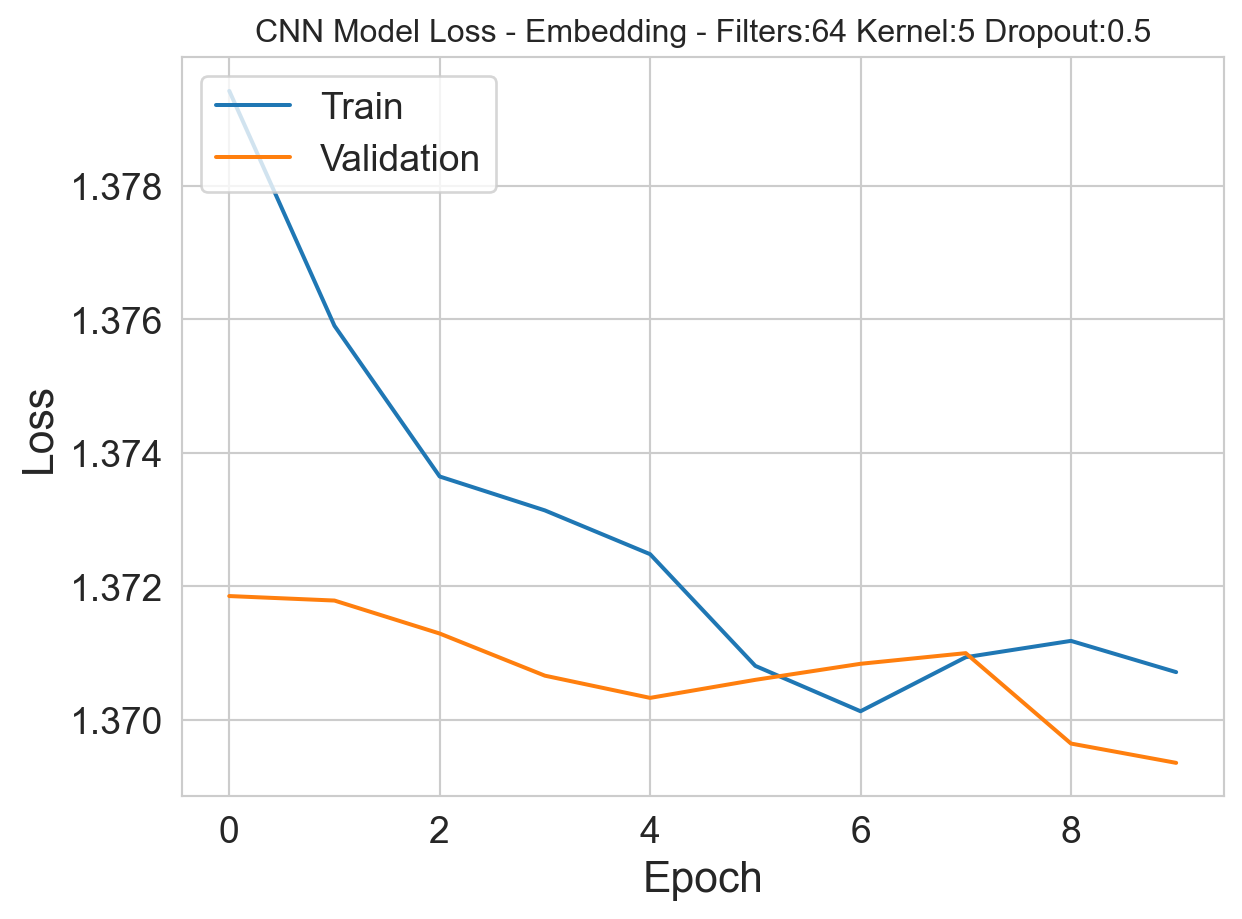 CNN Model Loss - Embedding - Filters:64 Kernel:5 Dropout:0.5
Train
Validation
1.378
1.376
1.374
1.372
1.370
Loss
0 2 4 6 8
Epoch